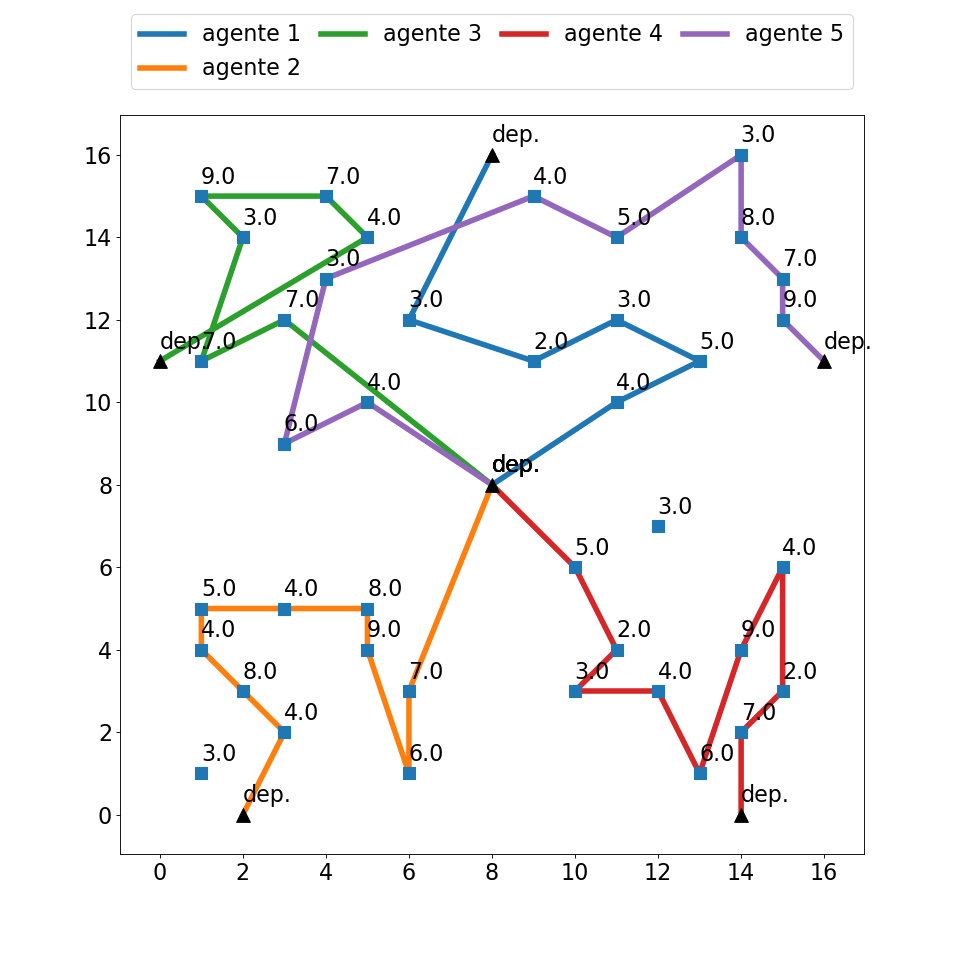 agente 1 agente 3 agente 4 agente 5
agente 2
dep.
3.0
16
9.0 7.0 4.0
3.0 4.0 5.0 8.0
14
3.0 7.0
7.0 3.0 3.0 9.0
12
dep. 7.0 2.0 5.0 dep.
4.0 4.0
10
6.0
dep. dep.
8
3.0
5.0 4.0
6
5.0 4.0 8.0
4.0 9.0 2.0 9.0
4
8.0 7.0 3.0 4.0 2.0
4.0 7.0
2
3.0 6.0 6.0
dep. dep.
0
0 2 4 6 8 10 12 14 16